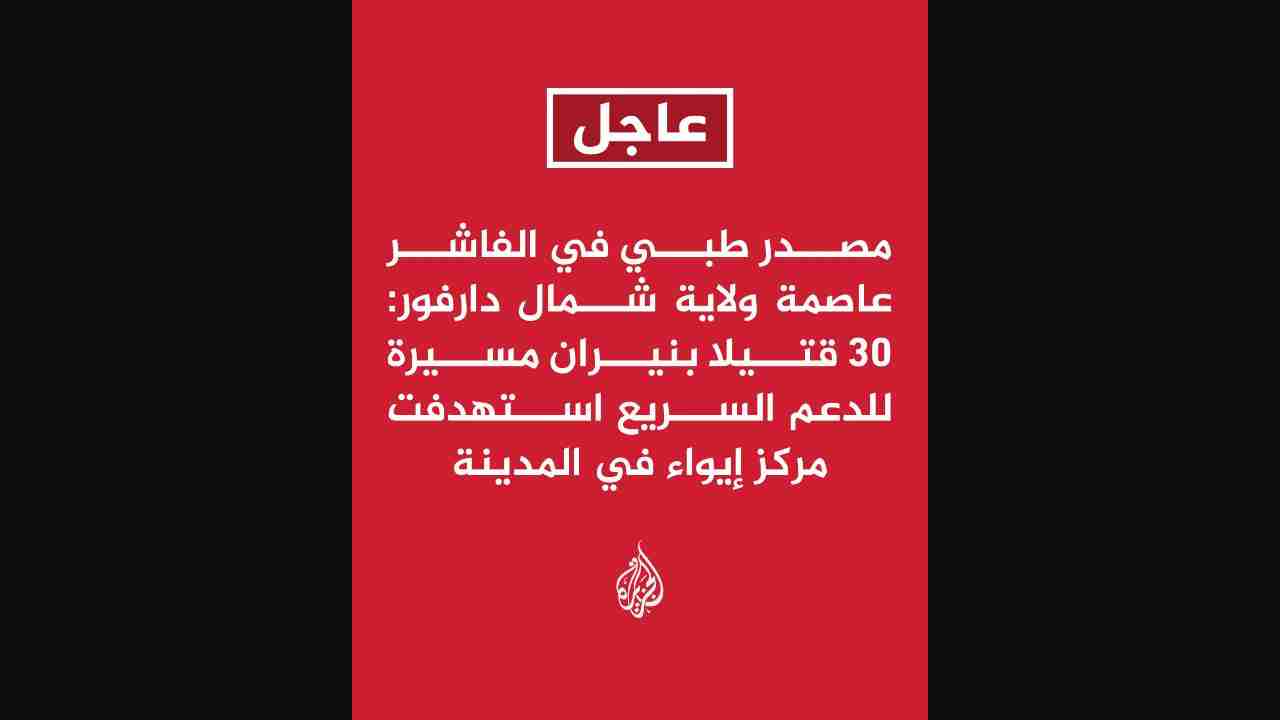 عاجل
مصدر طبي في الفاشر
عاصمة ولاية شمال دارفور:
30 قتيلا بنيران مسيرة
للدعم السريع استهدفت
مركز إيواء في المدينة
الجزيرة